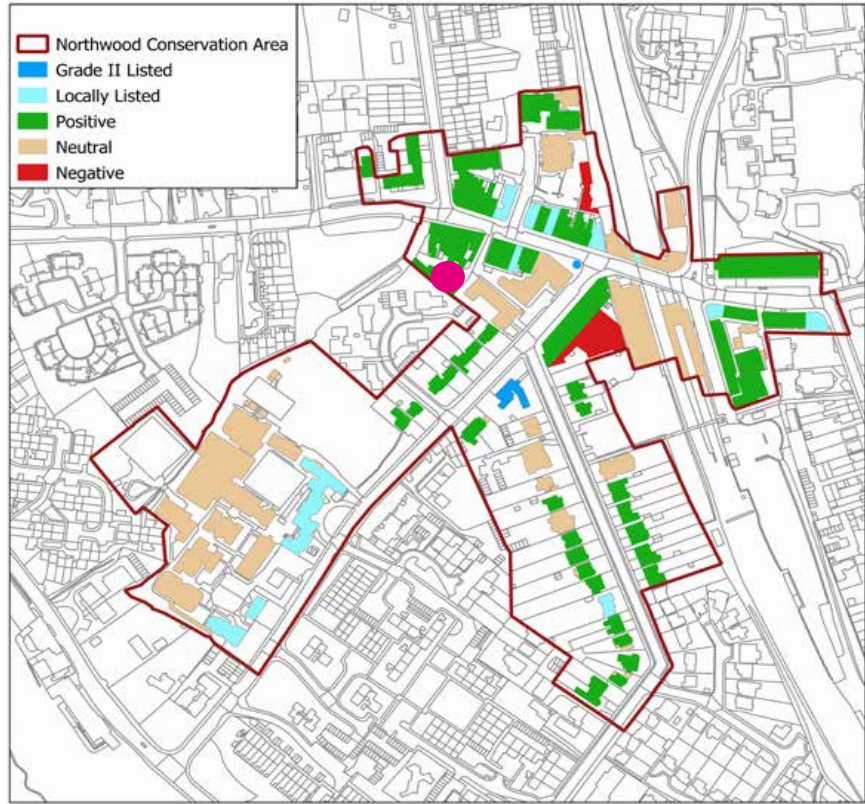 Northwood Conservation Area
Grade II Listed
Locally Listed
Positive
Neutral
Negative